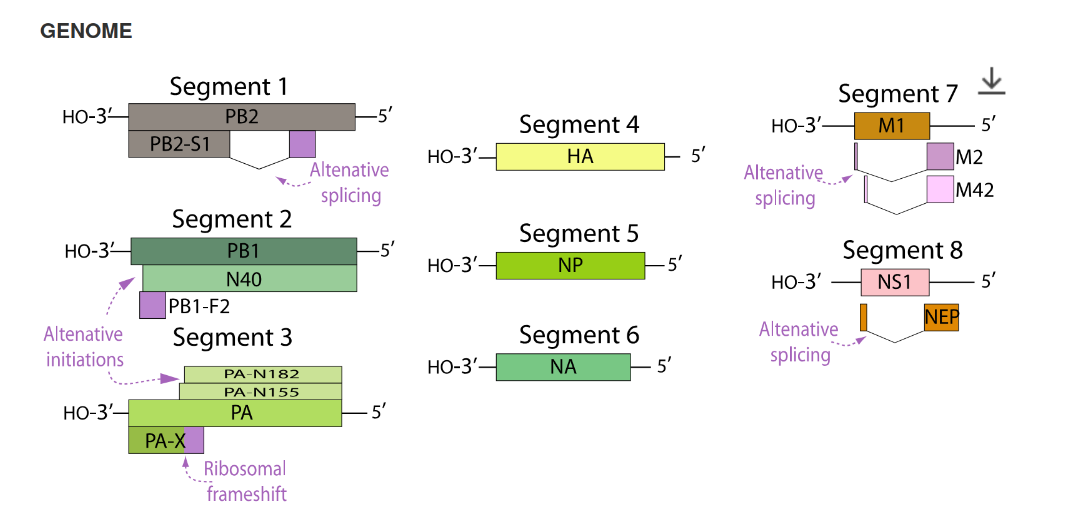 GENOME
Segment 1
HO-3′ PB2 5′
PB2-S1
Altenative
splicing
Segment 2
HO-3′ PB1 5′
N40
PB1-F2
Altenative
initiations
Segment 3
PA-N182
PA-N155
HO-3′ PA 5′
PA-X
Ribosomal
frameshift
Segment 4
HO-3′ HA 5′
Segment 5
HO-3′ NP 5′
Segment 6
HO-3′ NA 5′
Segment 7
HO-3′ M1 5′
M2
Altenative
splicing
M42
Segment 8
HO-3′ NS1 5′
NEP
Altenative
splicing